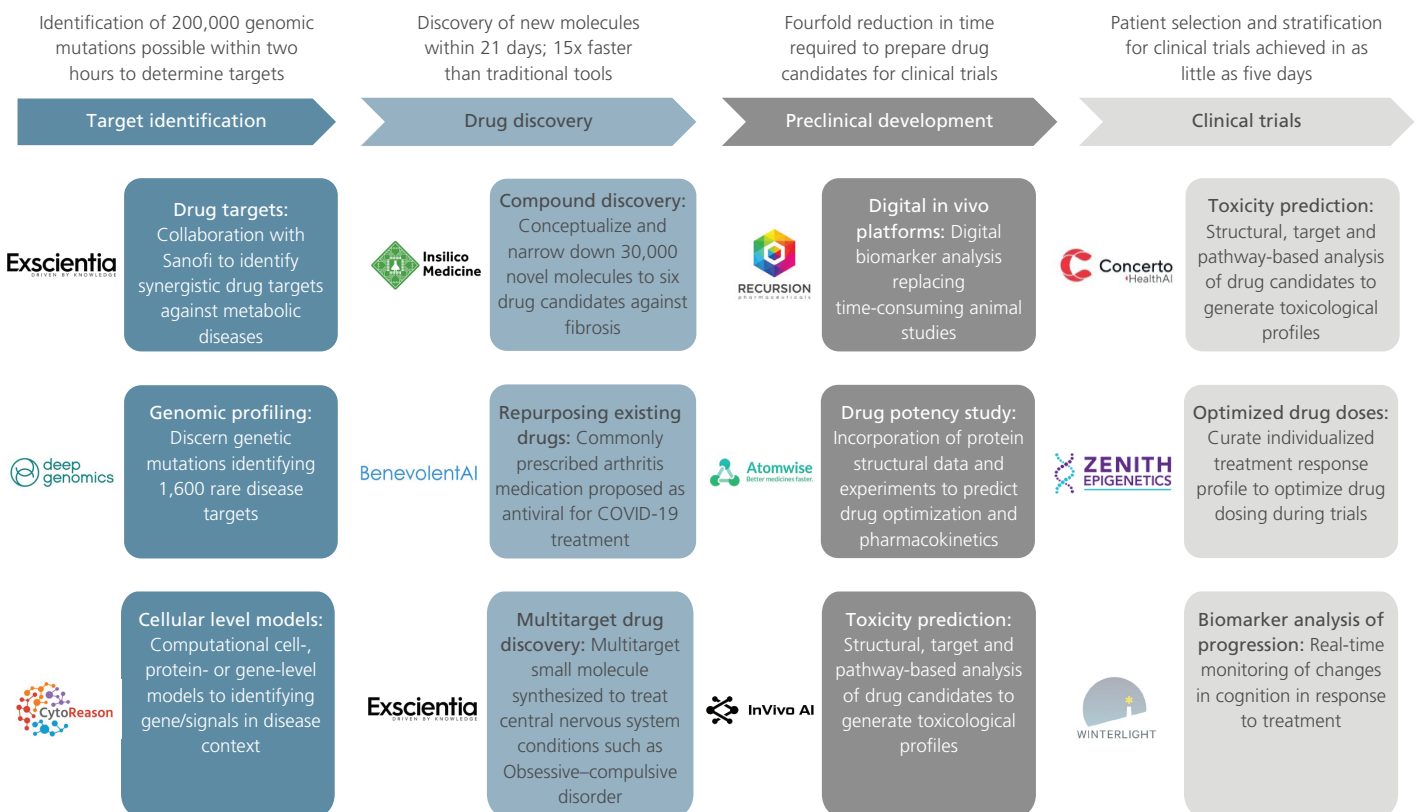 Identification of 200,000 genomic
mutations possible within two
hours to determine targets
Discovery of new molecules
within 21 days; 15x faster
than traditional tools
Fourfold reduction in time
required to prepare drug
candidates for clinical trials
Patient selection and stratification
for clinical trials achieved in as
little as five days
Target identification
Drug discovery
Preclinical development
Clinical trials
Exscientia
DRIVEN BY KNOWLEDGE
Drug targets:
Collaboration with
Sanofi to identify
synergistic drug targets
against metabolic
diseases
Insilico
Medicine
Compound discovery:
Conceptualize and
narrow down 30,000
novel molecules to six
drug candidates against
fibrosis
RECURSION
pharmaceuticals
Digital in vivo
platforms: Digital
biomarker analysis
replacing
time-consuming animal
studies
Concerto
HealthAI
Toxicity prediction:
Structural, target and
pathway-based analysis
of drug candidates to
generate toxicological
profiles
deep
genomics
Genomic profiling:
Discern genetic
mutations identifying
1,600 rare disease
targets
BenevolentAI
Repurposing existing
drugs: Commonly
prescribed arthritis
medication proposed as
antiviral for COVID-19
treatment
Atomwise
Better medicines faster.
Drug potency study:
Incorporation of protein
structural data and
experiments to predict
drug optimization and
pharmacokinetics
ZENITH
EPIGENETICS
Optimized drug doses:
Curate individualized
treatment response
profile to optimize drug
dosing during trials
CytoReason
Cellular level models:
Computational cell-,
protein- or gene-level
models to identifying
gene/signals in disease
context
Exscientia
DRIVEN BY KNOWLEDGE
Multitarget drug
discovery: Multitarget
small molecule
synthesized to treat
central nervous system
conditions such as
Obsessive–compulsive
disorder
InVivo AI
Toxicity prediction:
Structural, target and
pathway-based analysis
of drug candidates to
generate toxicological
profiles
WINTERLIGHT
Biomarker analysis of
progression: Real-time
monitoring of changes
in cognition in response
to treatment